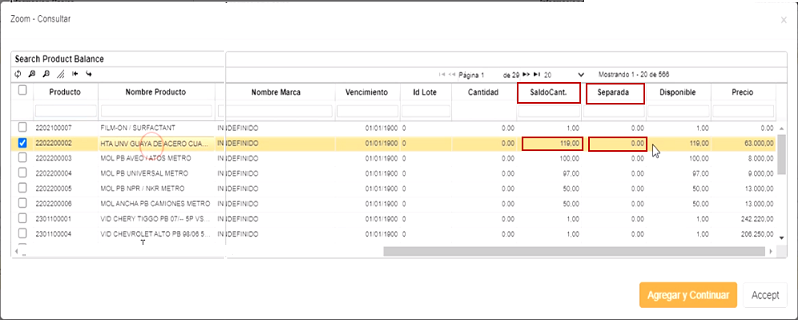 Zoom - Consultar
Search Product Balance
Página 1 de 29 20 Mostrando 1 - 20 de 566
Producto Nombre Producto Nombre Marca Vencimiento Id Lote Cantidad SaldoCant. Separada Disponible Precio
2202100007 FILM-ON / SURFACTANT INDEFINIDO 01/01/1900 0 0.00 1,00 0.00 1,00 0.00
2202200002 HTA UNV GUAYA DE ACERO CUA... INDEFINIDO 01/01/1900 0 0.00 119,00 0.00 119,00 63.000,00
2202200003 MOL PB AVEO / ATOS METRO INDEFINIDO 01/01/1900 0 0.00 100,00 0.00 100,00 8.000,00
2202200004 MOL PB UNIVERSAL METRO INDEFINIDO 01/01/1900 0 0.00 97,00 0.00 97,00 9.000,00
2202200005 MOL PB NPR / NKR METRO INDEFINIDO 01/01/1900 0 0.00 50,00 0.00 50,00 13.000,00
2202200006 MOL ANCHA PB CAMIONES METRO INDEFINIDO 01/01/1900 0 0.00 50,00 0.00 50,00 13.000,00
2301100001 VID CHERY TIGGO PB 07/-- 5P VS... INDEFINIDO 01/01/1900 0 0.00 1,00 0.00 1,00 242.220,00
2301100004 VID CHEVROLET ALTO PB 98/06 5... INDEFINIDO 01/01/1900 0 0.00 1,00 0.00 1,00 206.250,00
Agregar y Continuar Accept